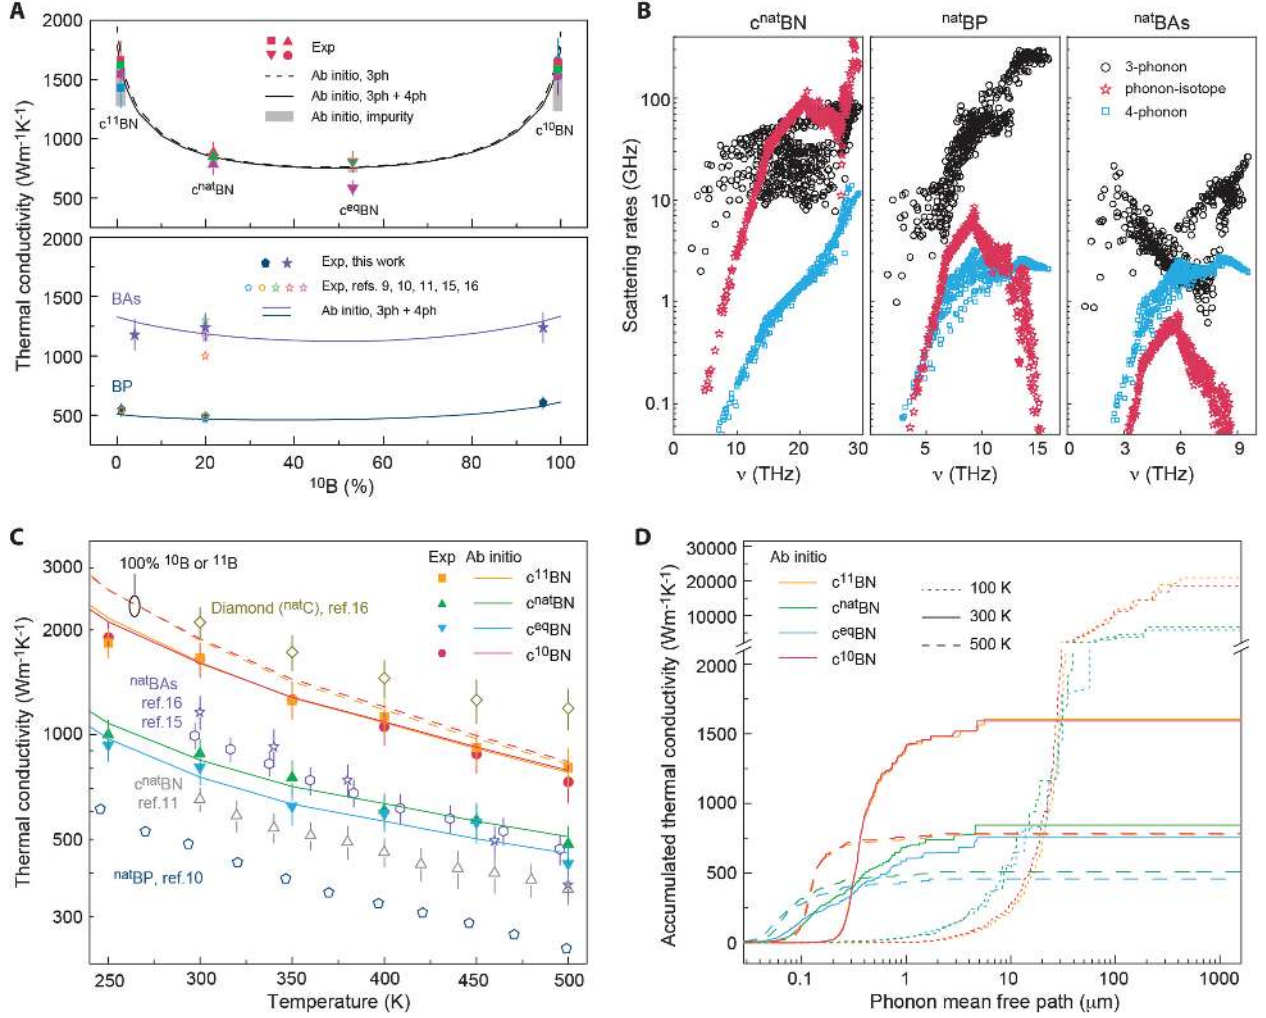 A
2000
1500
1000
500
Exp
Ab initio, 3ph
Ab initio, 3ph + 4ph
Ab initio, impurity
c¹¹BN
c¹⁰BN
cⁿᵃᵗBN
cᵉqBN
2000
1500
1000
500
Exp, this work
Exp, refs. 9, 10, 11, 15, 16
Ab initio, 3ph + 4ph
BAs
BP
0
20
40
60
80
100
¹⁰B (%)
Thermal conductivity (Wm⁻¹K⁻¹)
B
cⁿᵃᵗBN
ⁿᵃᵗBP
ⁿᵃᵗBAs
3-phonon
phonon-isotope
4-phonon
100
10
1
0.1
Scattering rates (GHz)
0
10
20
30
5
10
15
0
3
6
9
ν (THz)
ν (THz)
ν (THz)
C
3000
2000
1000
500
300
100% ¹⁰B or ¹¹B
Diamond (ⁿᵃᵗC), ref.16
Exp Ab initio
c¹¹BN
cⁿᵃᵗBN
cᵉqBN
c¹⁰BN
ⁿᵃᵗBAs
ref.16
ref.15
cⁿᵃᵗBN
ref.11
ⁿᵃᵗBP, ref.10
250
300
350
400
450
500
Temperature (K)
Thermal conductivity (Wm⁻¹K⁻¹)
D
30000
20000
10000
2000
1500
1000
500
0
Ab initio
c¹¹BN
cⁿᵃᵗBN
cᵉqBN
c¹⁰BN
100 K
300 K
500 K
0.1
1
10
100
1000
Phonon mean free path (μm)
Accumulated thermal conductivity (Wm⁻¹K⁻¹)